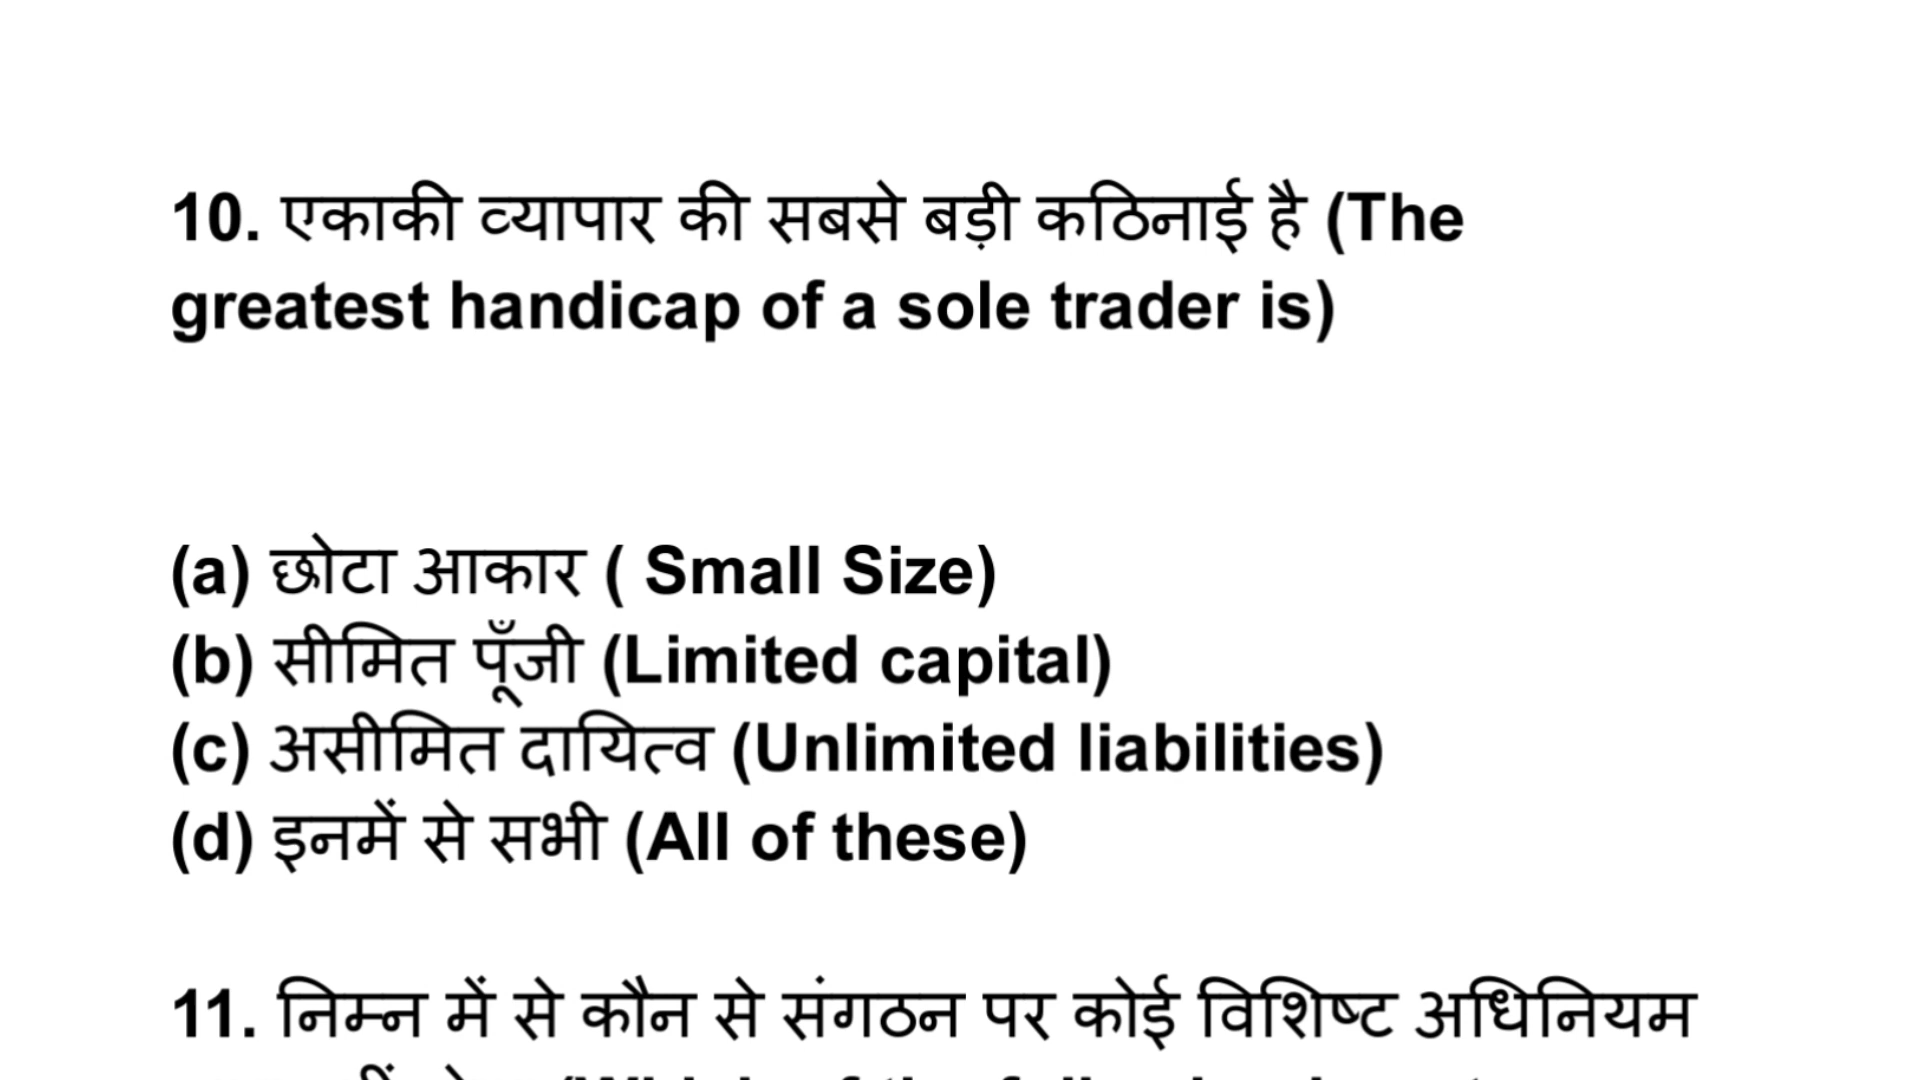 10. एकाकी व्यापार की सबसे बड़ी कठिनाई है (The
greatest handicap of a sole trader is)
(a) छोटा आकार ( Small Size)
(b) सीमित पूँजी (Limited capital)
(c) असीमित दायित्व (Unlimited liabilities)
(d) इनमें से सभी (All of these)
11. निम्न में से कौन से संगठन पर कोई विशिष्ट अधिनियम